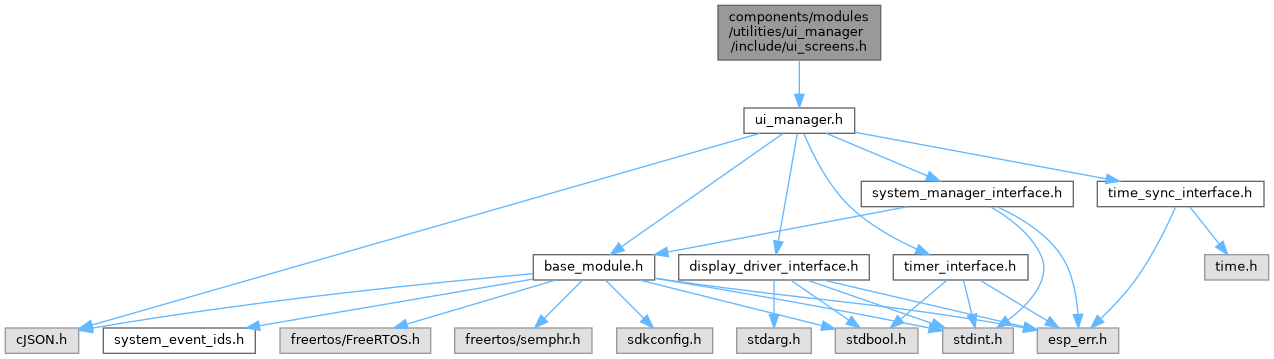 components/modules
/utilities/ui_manager
/include/ui_screens.h
ui_manager.h
system_manager_interface.h
time_sync_interface.h
base_module.h
display_driver_interface.h
timer_interface.h
time.h
cJSON.h
system_event_ids.h
freertos/FreeRTOS.h
freertos/semphr.h
sdkconfig.h
stdarg.h
stdbool.h
stdint.h
esp_err.h